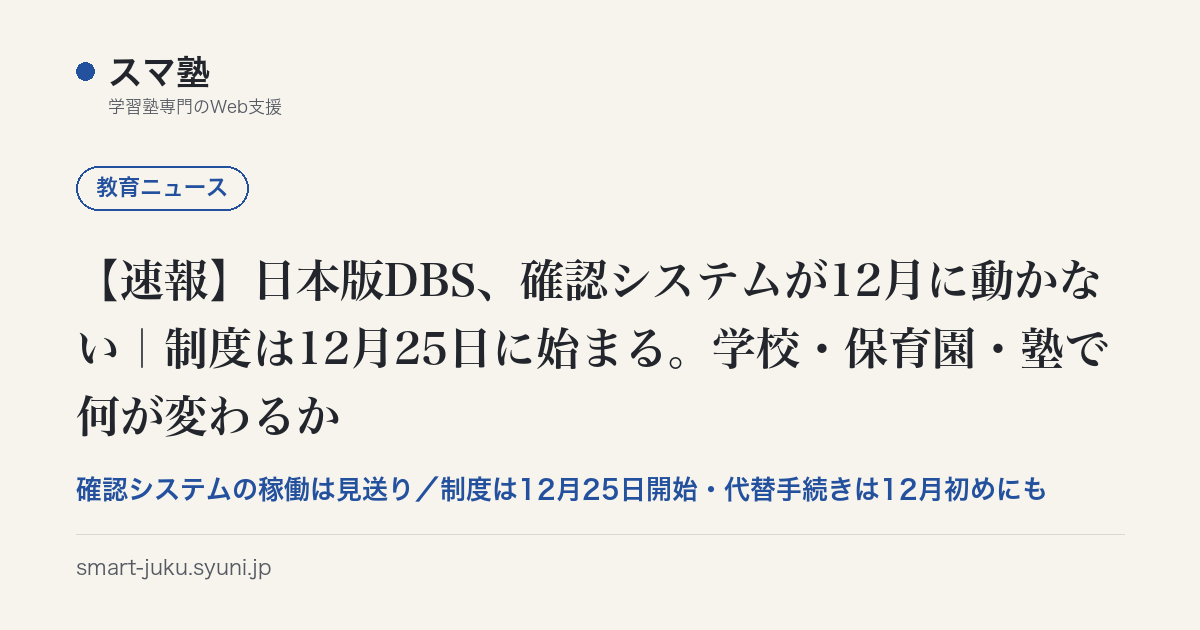 スマ塾
学習塾専門のWeb支援
教育ニュース
【速報】日本版DBS、確認システムが12月に動かな
い｜制度は12月25日に始まる。学校・保育園・塾で
何が変わるか
確認システムの稼働は見送り／制度は12月25日開始・代替手続きは12月初めにも
smart-juku.syuni.jp